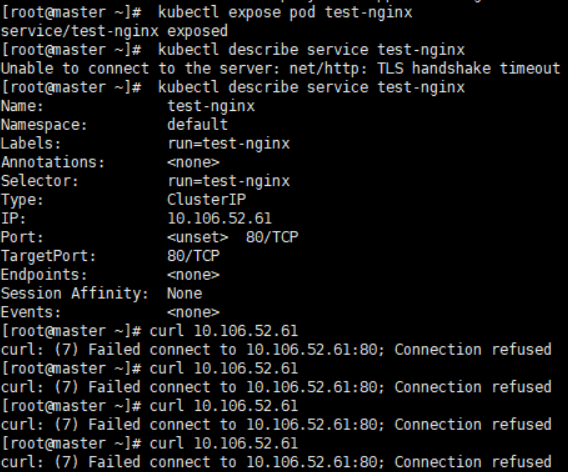 [root@master ~]#  kubectl expose pod test-nginx
service/test-nginx exposed
[root@master ~]#  kubectl describe service test-nginx
Unable to connect to the server: net/http: TLS handshake timeout
[root@master ~]#  kubectl describe service test-nginx
Name:              test-nginx
Namespace:         default
Labels:            run=test-nginx
Annotations:       <none>
Selector:          run=test-nginx
Type:              ClusterIP
IP:                10.106.52.61
Port:              <unset>  80/TCP
TargetPort:        80/TCP
Endpoints:         <none>
Session Affinity:  None
Events:            <none>
[root@master ~]# curl 10.106.52.61
curl: (7) Failed connect to 10.106.52.61:80; Connection refused
[root@master ~]# curl 10.106.52.61
curl: (7) Failed connect to 10.106.52.61:80; Connection refused
[root@master ~]# curl 10.106.52.61
curl: (7) Failed connect to 10.106.52.61:80; Connection refused
[root@master ~]# curl 10.106.52.61
curl: (7) Failed connect to 10.106.52.61:80; Connection refused